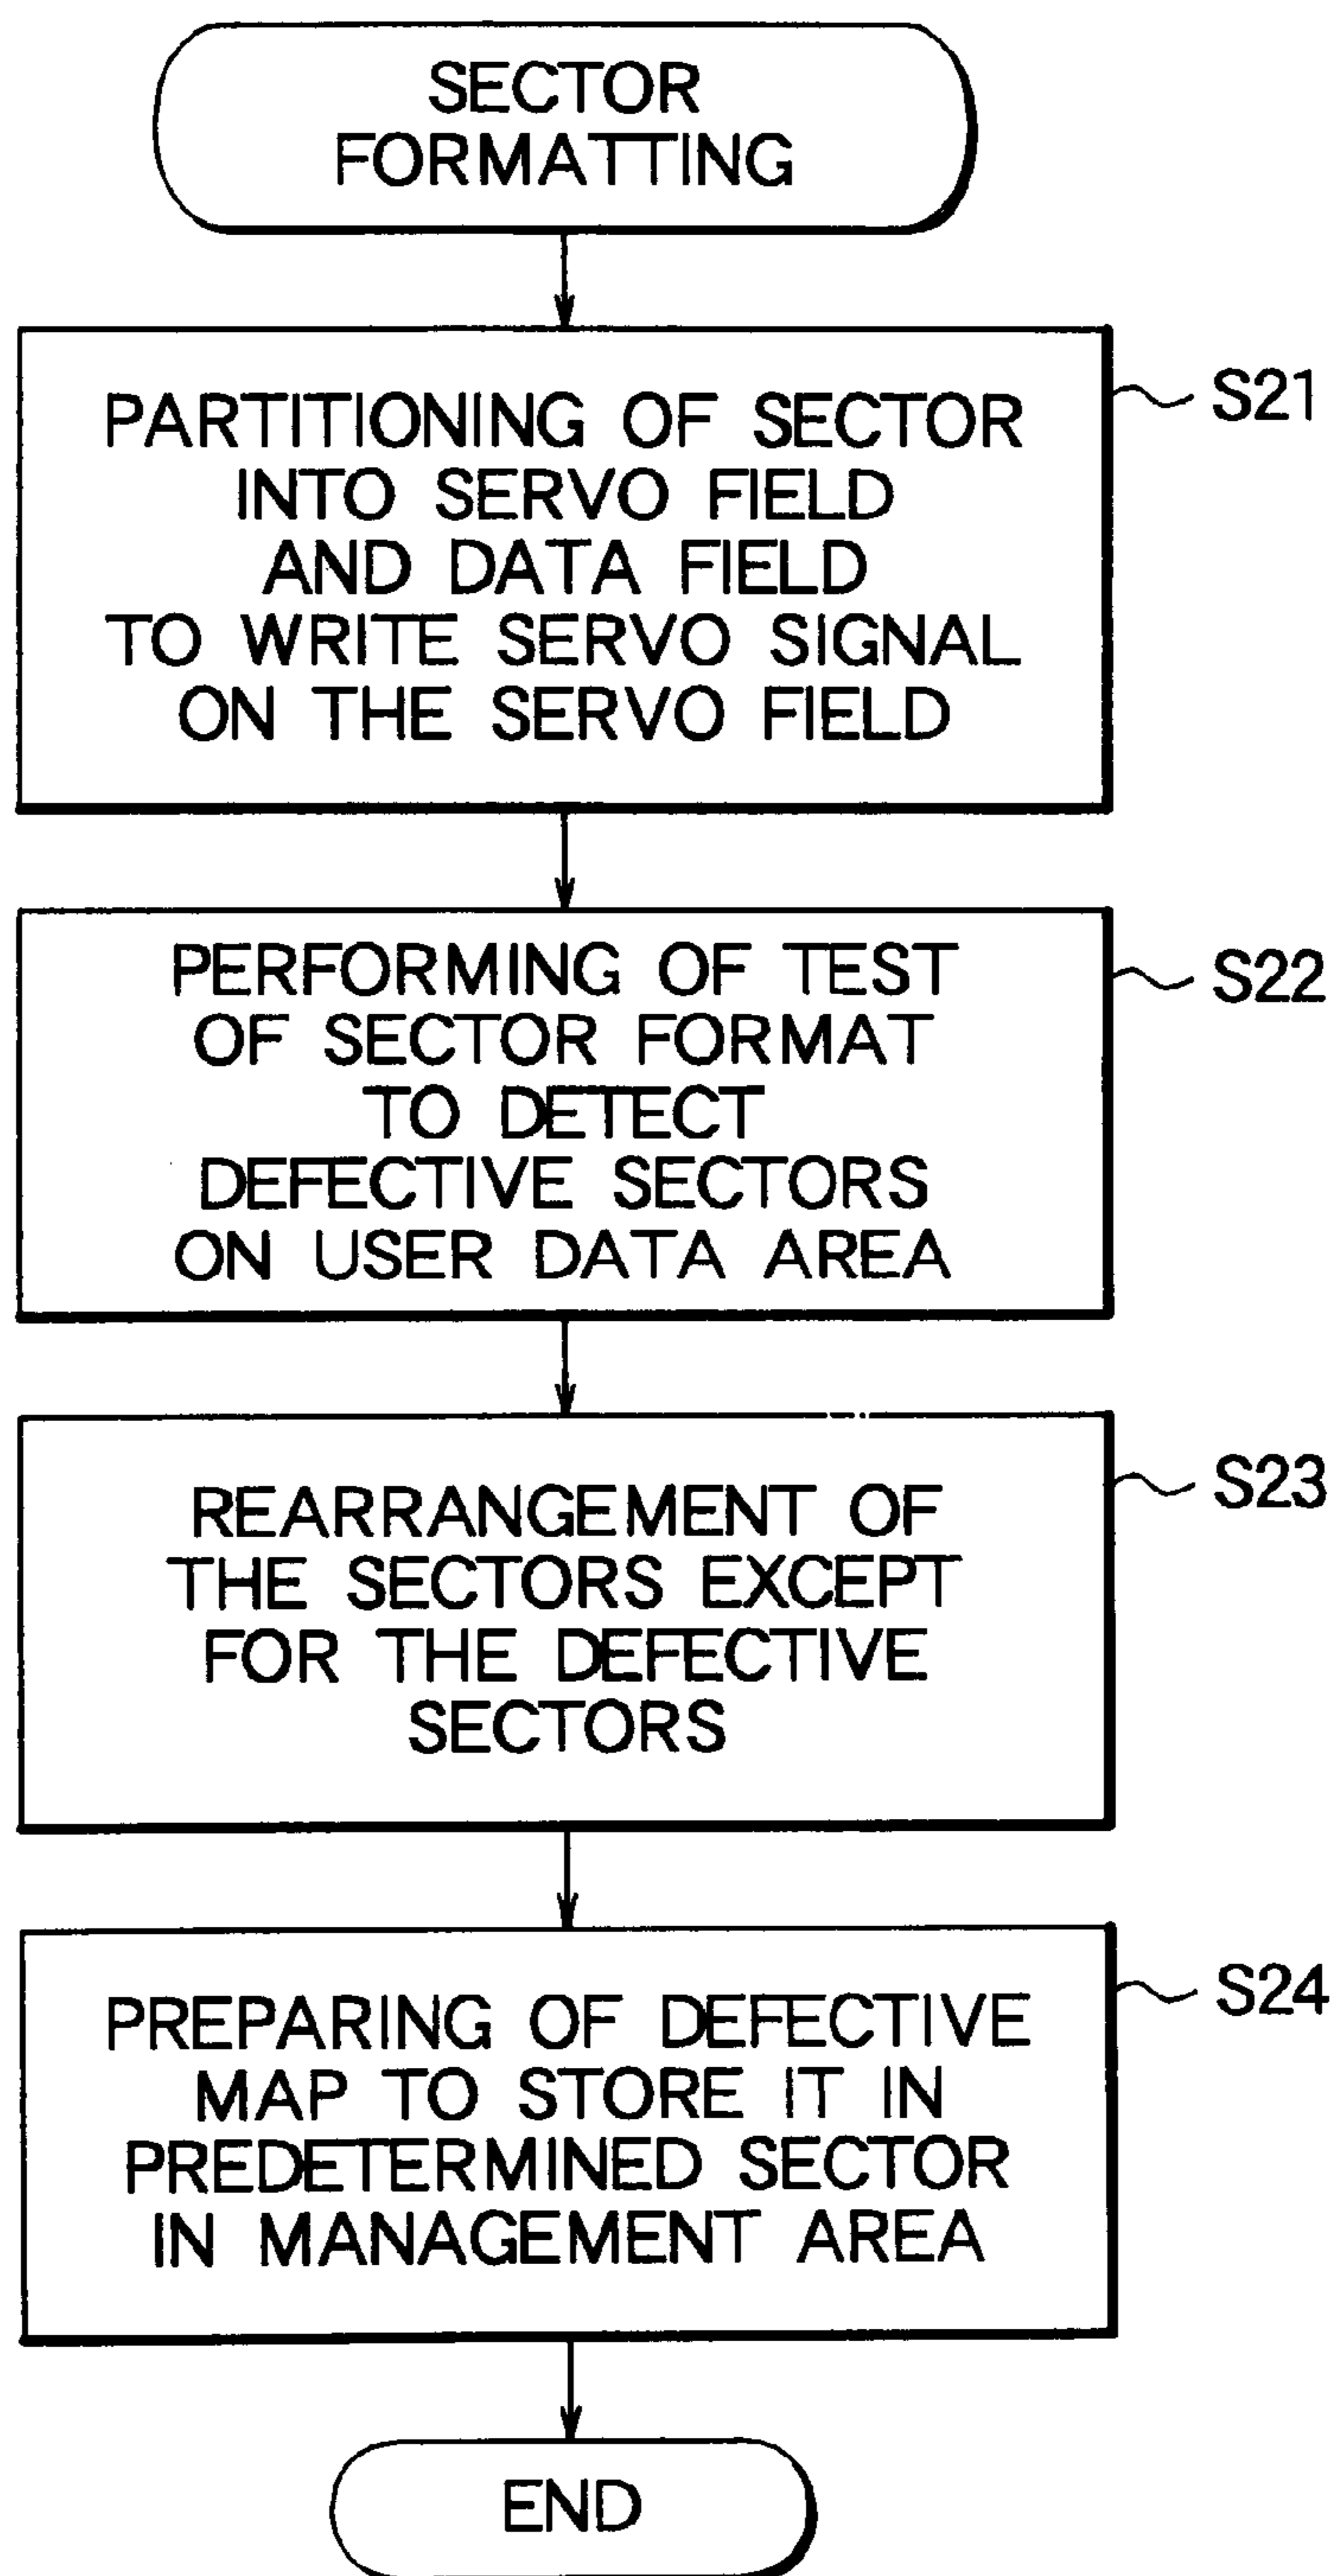 SECTOR
FORMATTING
PARTITIONING OF SECTOR
INTO SERVO FIELD
AND DATA FIELD
TO WRITE SERVO SIGNAL
ON THE SERVO FIELD
S21
PERFORMING OF TEST
OF SECTOR FORMAT
TO DETECT
DEFECTIVE SECTORS
ON USER DATA AREA
S22
REARRANGEMENT OF
THE SECTORS EXCEPT
FOR THE DEFECTIVE
SECTORS
S23
PREPARING OF DEFECTIVE
MAP TO STORE IT IN
PREDETERMINED SECTOR
IN MANAGEMENT AREA
S24
END